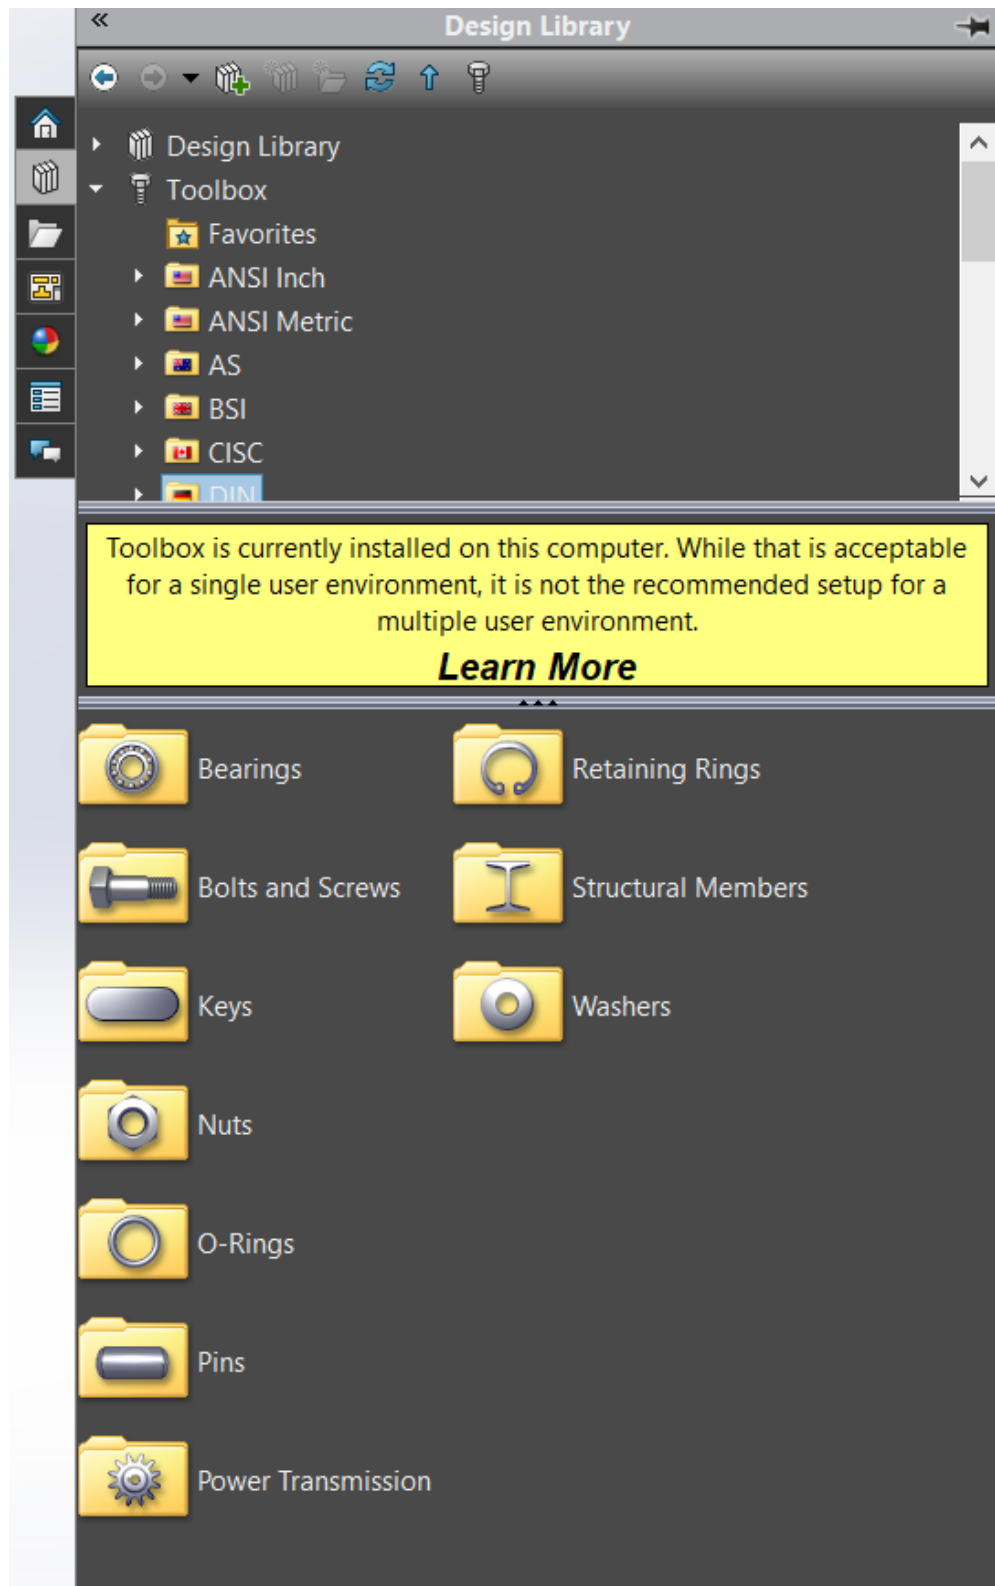 Design Library
Design Library
Toolbox
Favorites
ANSI Inch
ANSI Metric
AS
BSI
CISC
DIN
Toolbox is currently installed on this computer. While that is acceptable
for a single user environment, it is not the recommended setup for a
multiple user environment.
Learn More
Bearings
Retaining Rings
Bolts and Screws
Structural Members
Keys
Washers
Nuts
O-Rings
Pins
Power Transmission